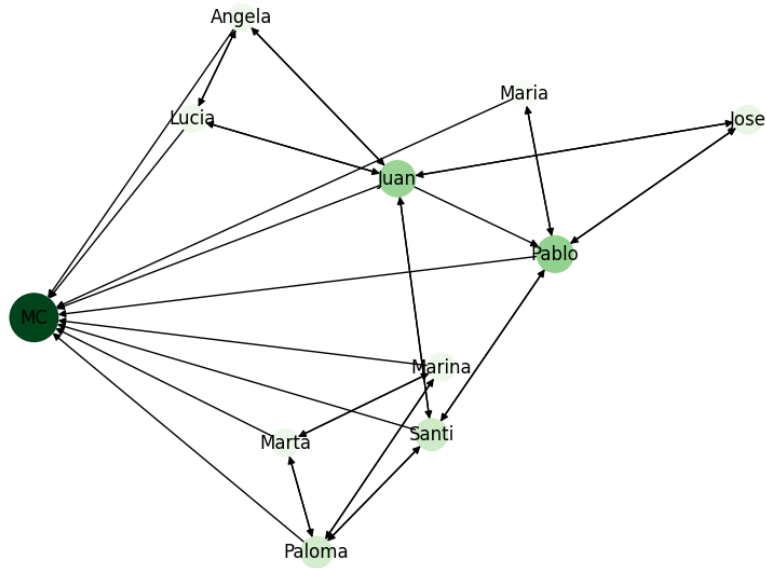 Angela
Maria
Lucia
Jose
Juan
Pablo
MC
Marina
Santi
Marta
Paloma